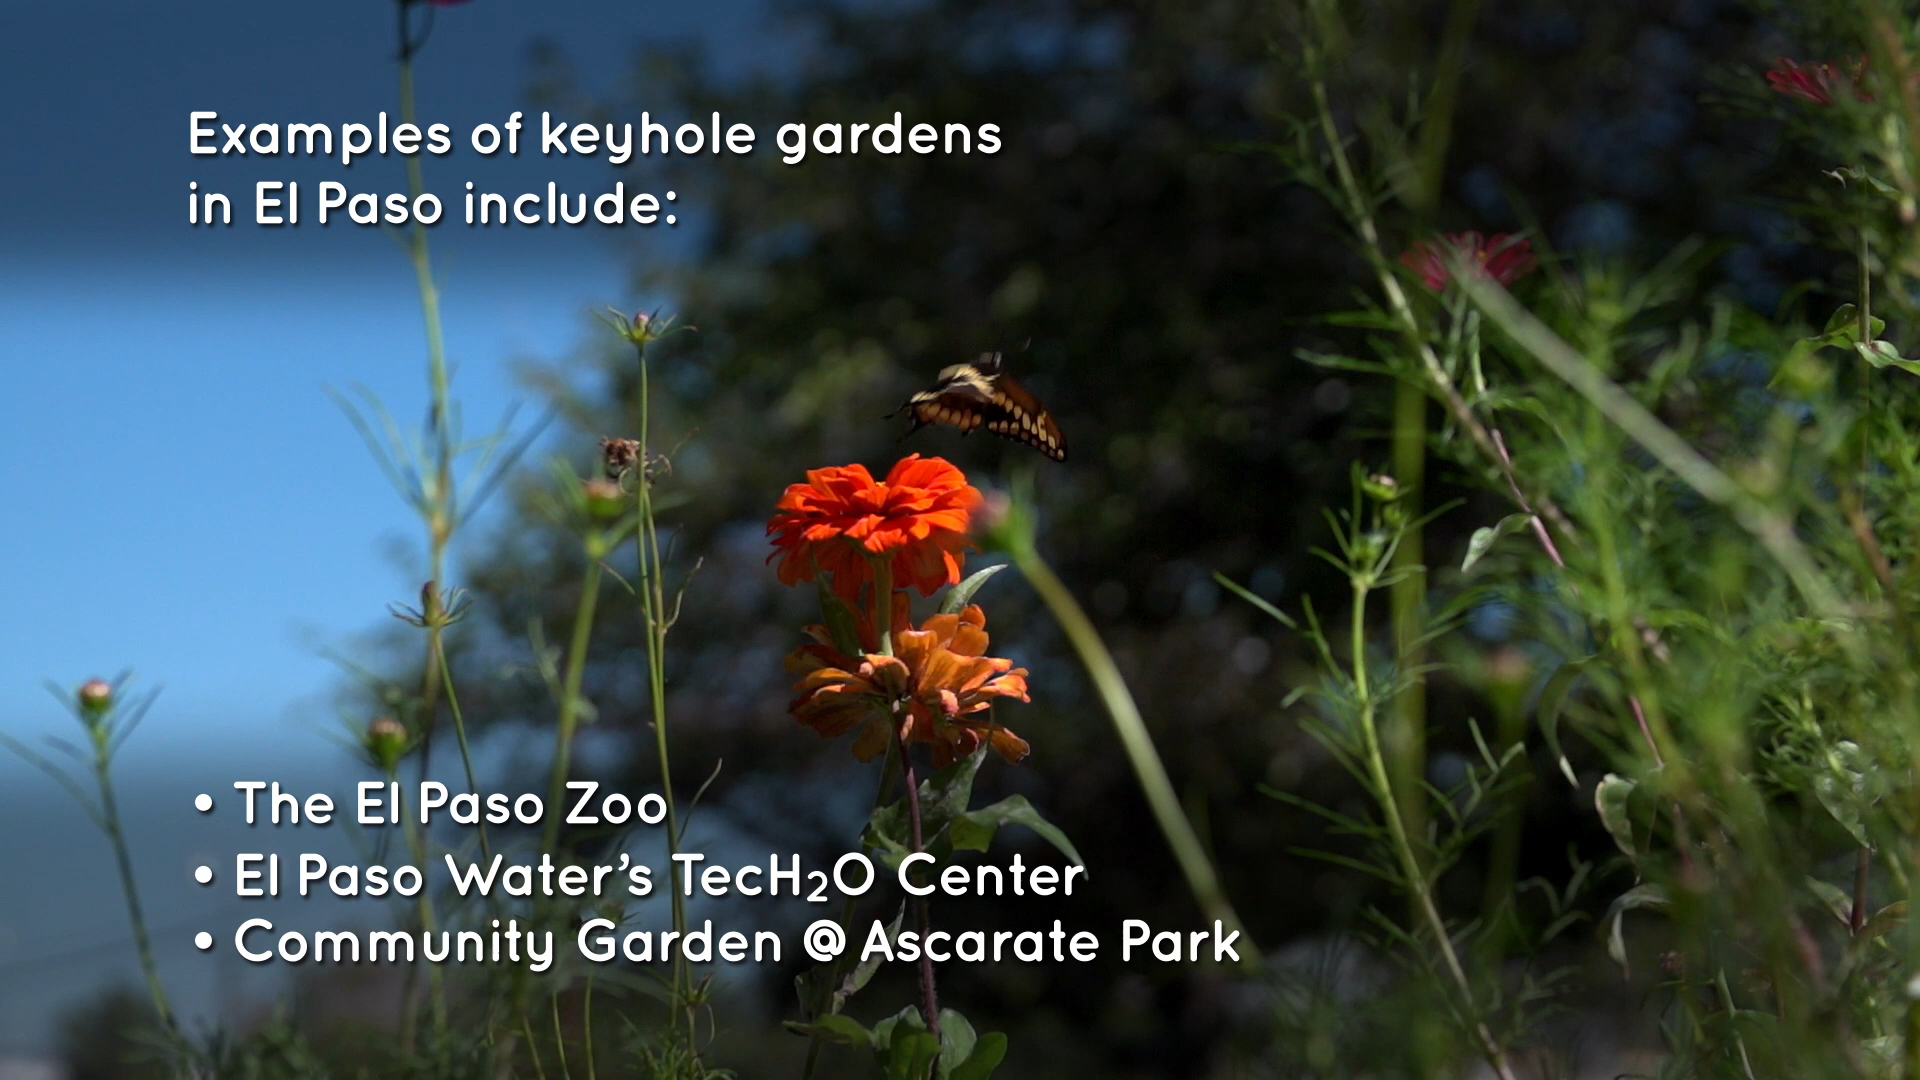 Examples of keyhole gardens
in El Paso include:
• The El Paso Zoo
• El Paso Water’s TecH₂O Center
• Community Garden @ Ascarate Park